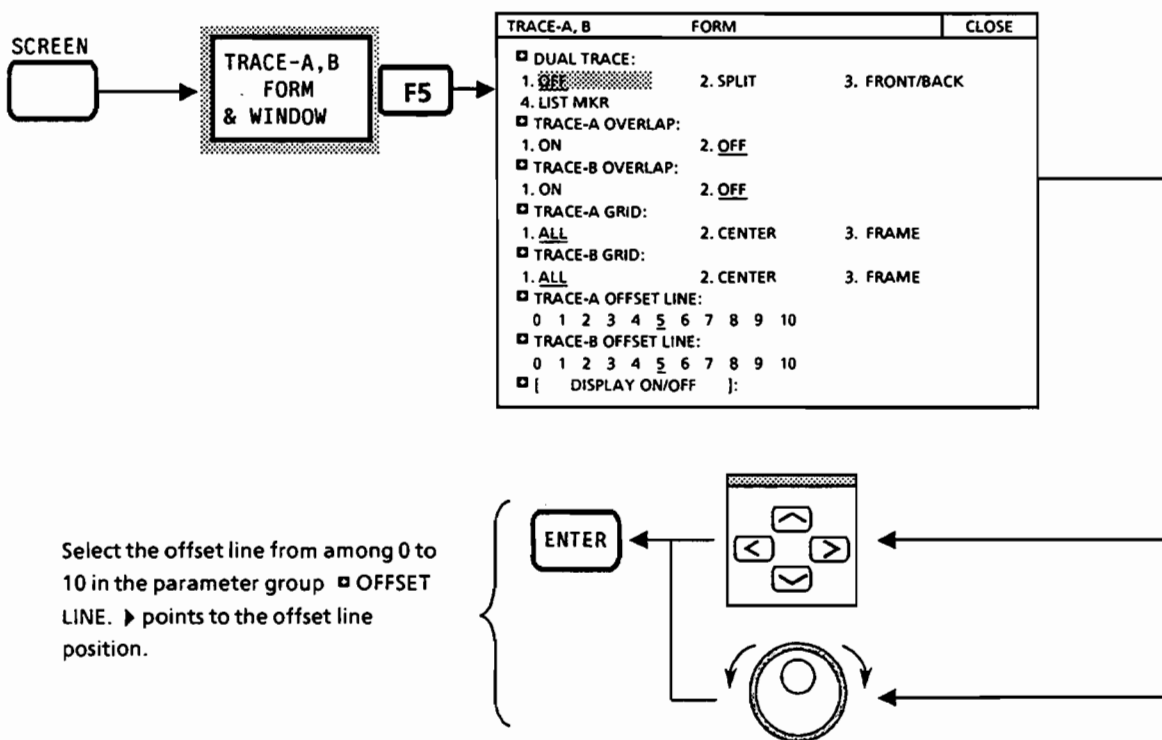 SCREEN
TRACE-A,B
FORM
& WINDOW
F5
TRACE-A, B FORM CLOSE
DUAL TRACE:
1. OFF 2. SPLIT 3. FRONT/BACK
4. LIST MKR
TRACE-A OVERLAP:
1. ON 2. OFF
TRACE-B OVERLAP:
1. ON 2. OFF
TRACE-A GRID:
1. ALL 2. CENTER 3. FRAME
TRACE-B GRID:
1. ALL 2. CENTER 3. FRAME
TRACE-A OFFSET LINE:
0 1 2 3 4 5 6 7 8 9 10
TRACE-B OFFSET LINE:
0 1 2 3 4 5 6 7 8 9 10
[ DISPLAY ON/OFF ]:
Select the offset line from among 0 to
10 in the parameter group ◘ OFFSET
LINE. ▶ points to the offset line
position.
ENTER